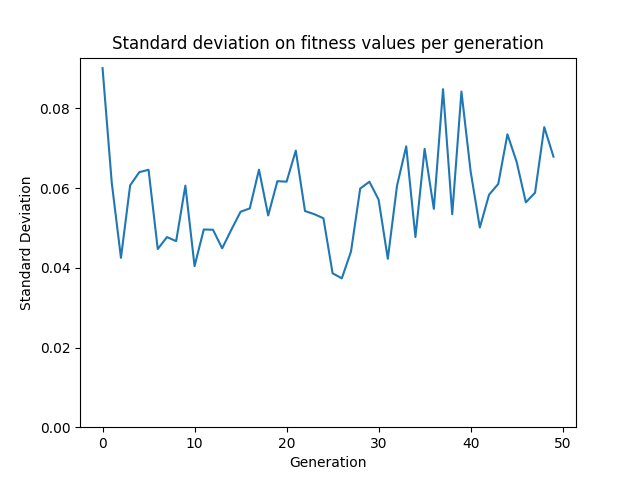 Standard deviation on fitness values per generation
Standard Deviation
0.08
0.06
0.04
0.02
0.00
0 10 20 30 40 50
Generation